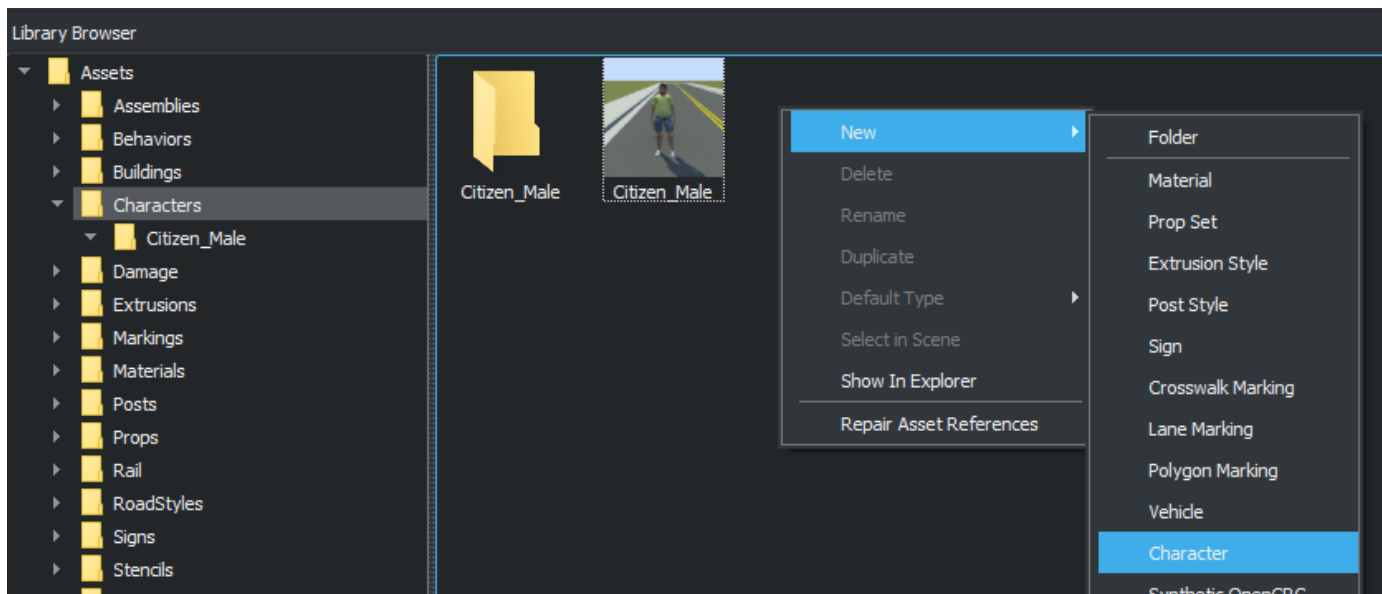 Library Browser
Assets
Assemblies
Behaviors
Buildings
Characters
Citizen_Male
Damage
Extrusions
Markings
Materials
Posts
Props
Rail
RoadStyles
Signs
Stencils
Citizen_Male
Citizen_Male
New
Delete
Rename
Duplicate
Default Type
Select in Scene
Show In Explorer
Repair Asset References
Folder
Material
Prop Set
Extrusion Style
Post Style
Sign
Crosswalk Marking
Lane Marking
Polygon Marking
Vehicle
Character
Synthetic OpenCRG